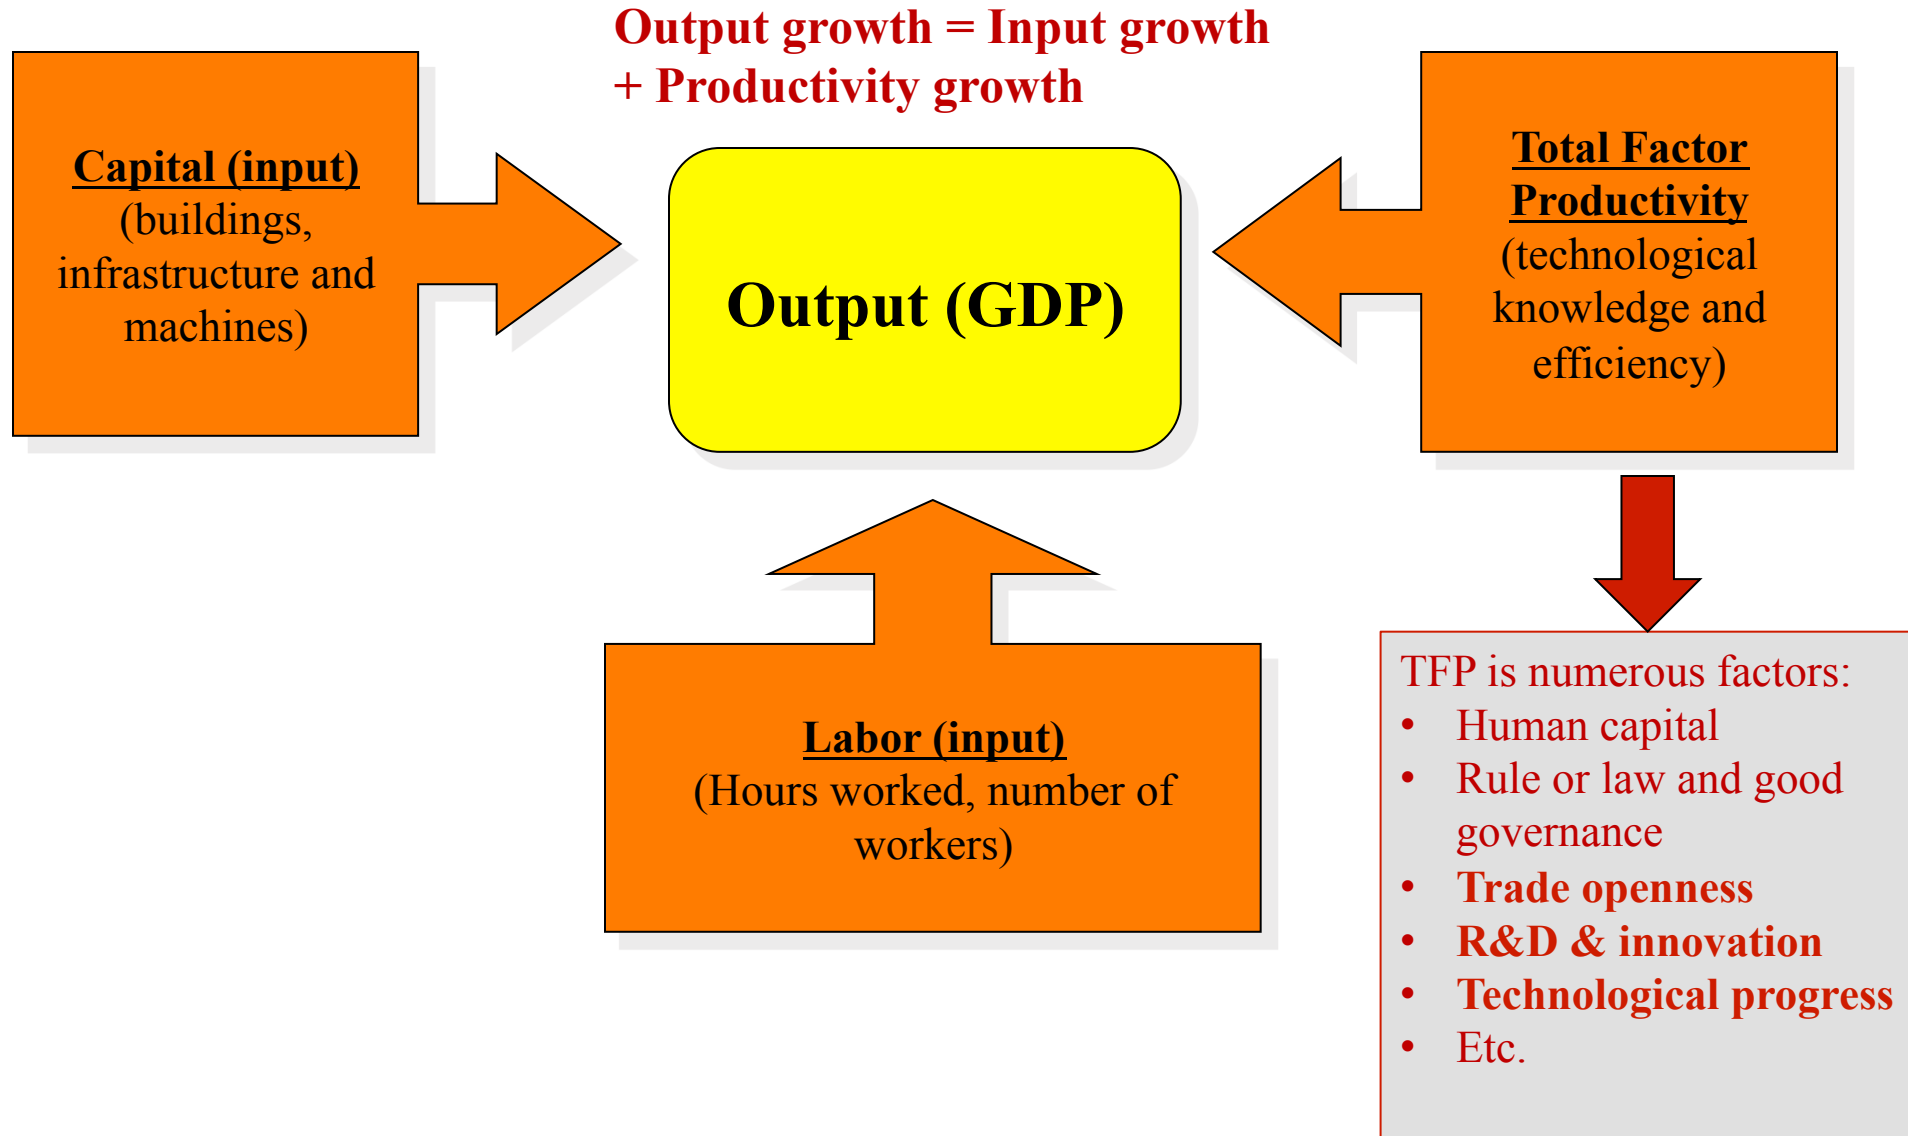 Output growth = Input growth
+ Productivity growth
Capital (input)
(buildings,
infrastructure and
machines)
Output (GDP)
Total Factor
Productivity
(technological
knowledge and
efficiency)
Labor (input)
(Hours worked, number of
workers)
TFP is numerous factors:
• Human capital
• Rule or law and good
governance
• Trade openness
• R&D & innovation
• Technological progress
• Etc.